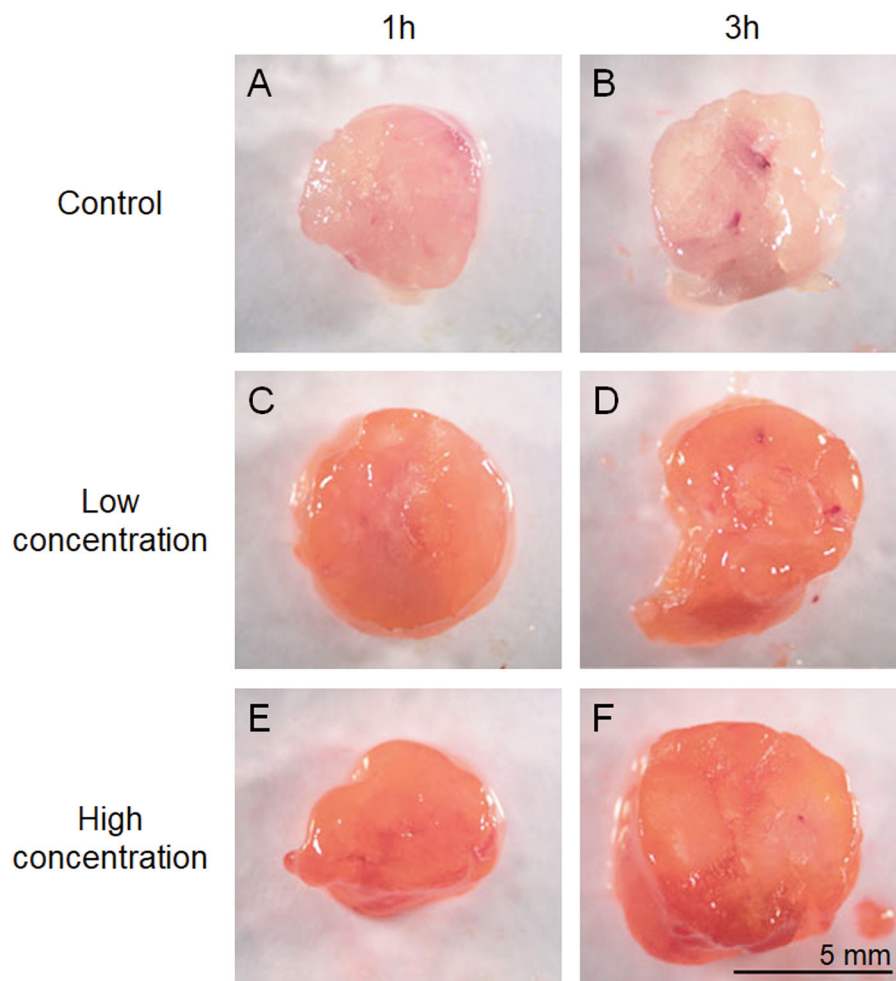 1h 3h
A B
Control
C D
Low
concentration
E F
High
concentration
5 mm